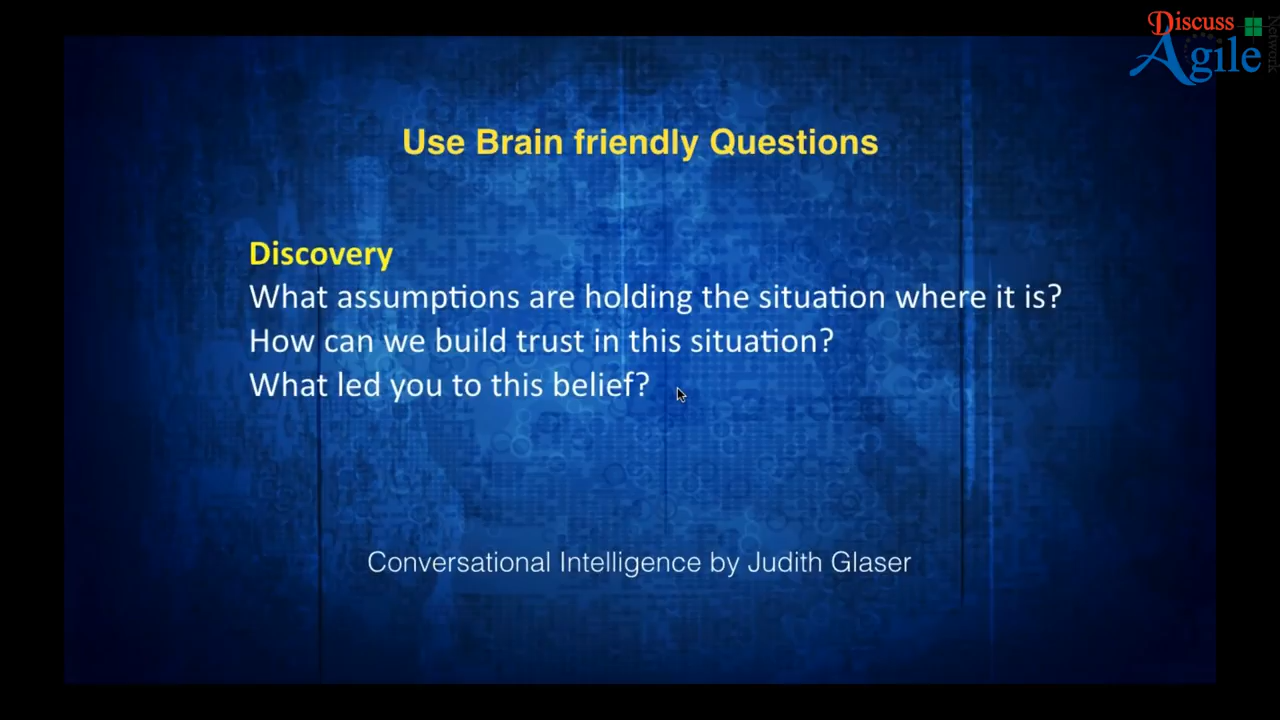 Discuss
Agile
Network
Use Brain friendly Questions
Discovery
What assumptions are holding the situation where it is?
How can we build trust in this situation?
What led you to this belief?
Conversational Intelligence by Judith Glaser